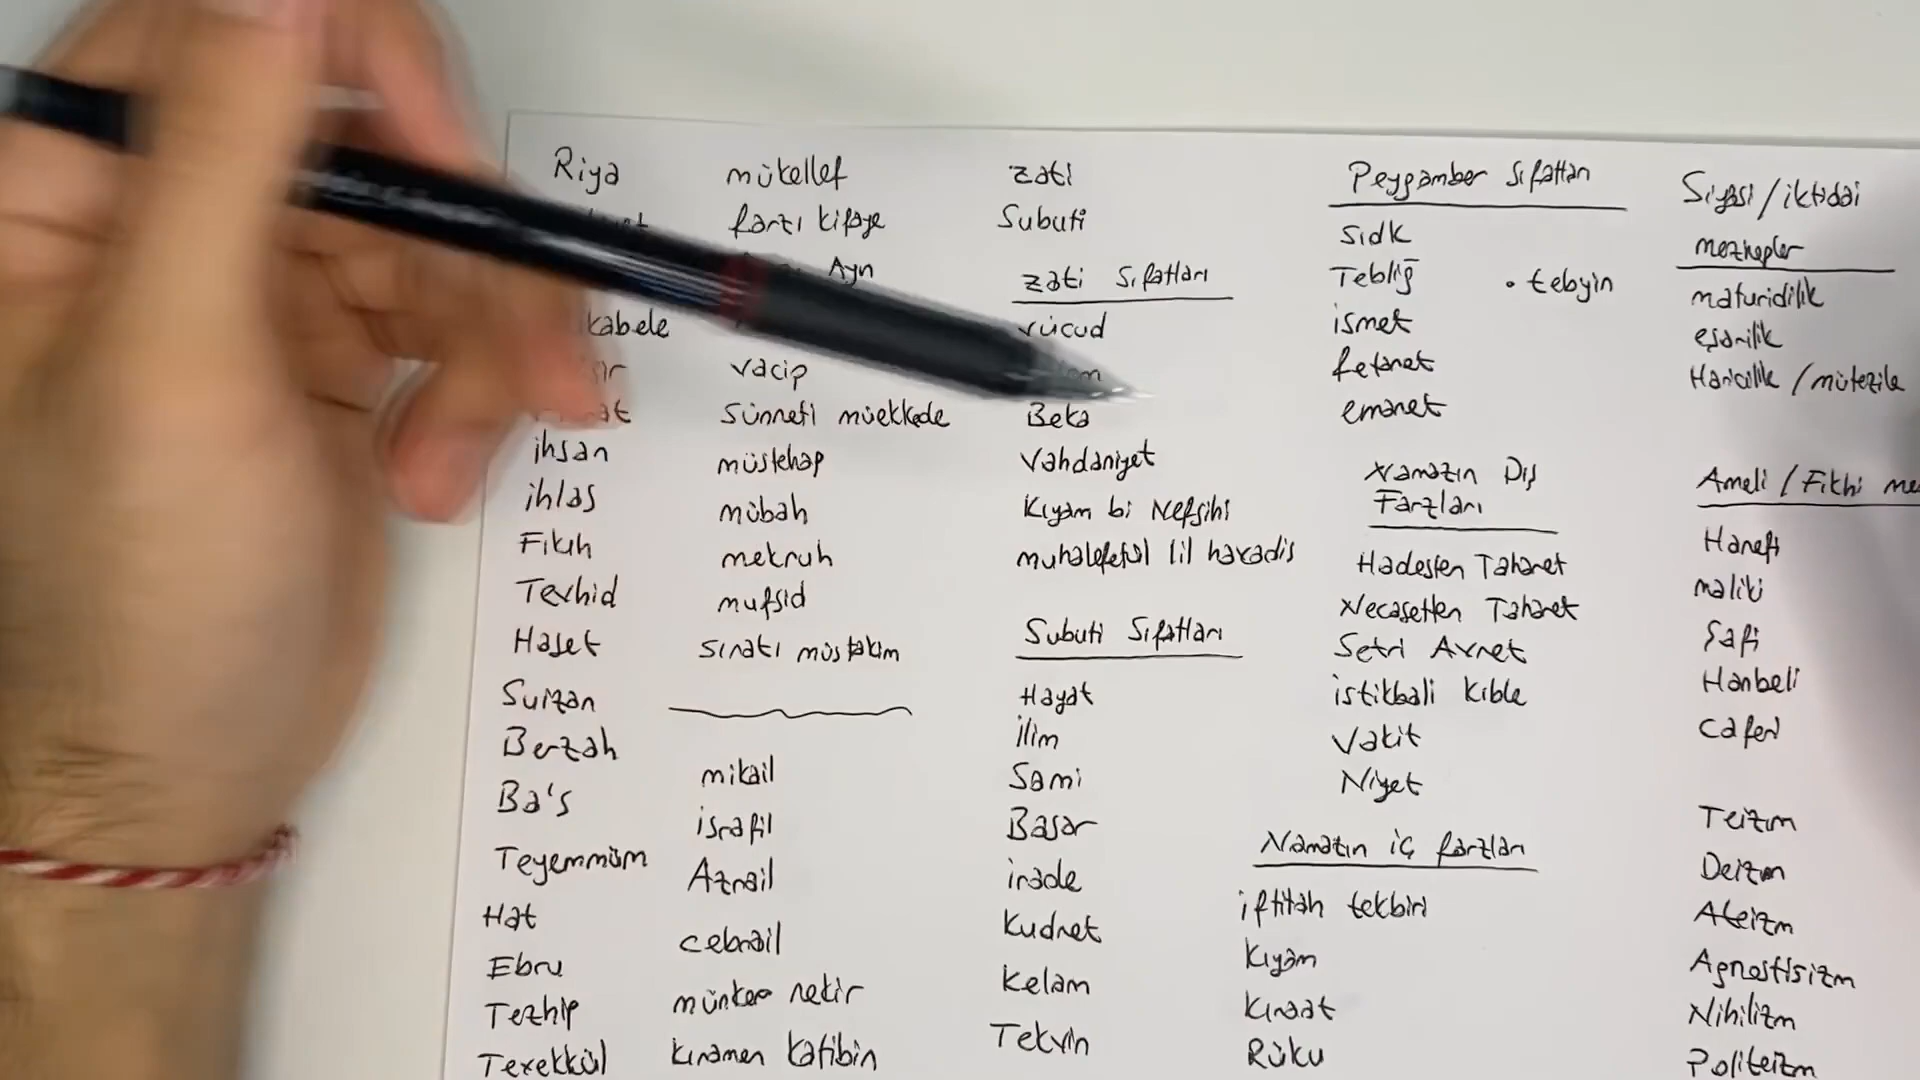 Riya
kabele
ihsan
ihlas
Fıkıh
Tevhid
Haset
Suizan
Berzah
Ba's
Teyemmüm
Hat
Ebru
Tezhip
Tevekkül
mükellef
farzı kifaye
Ayn
vacip
Sünneti müekkede
müstehap
mübah
mekruh
mufsid
sıratı müstakim
mikail
israfil
Azrail
cebrail
münker nekir
kiramen katibin
zati
Subuti
zati Sıfatları
vücud
Beka
Vahdaniyet
Kıyam bi Nefsihi
muhalefetül lil havadis
Subuti Sıfatları
Hayat
ilim
Sami
Basar
irade
Kudret
Kelam
Tekvin
Peygamber Sıfatları
Sıdk
Tebliğ • tebyin
ismet
fetanet
emanet
Namazın Dış
Farzları
Hadesten Taharet
Necasetten Taharet
Setri Avret
istikbali Kıble
Vakit
Niyet
Namazın iç farzları
iftitah tekbiri
Kıyam
Kıraat
Rüku
Siyasi / iktidai
mezhepler
maturidilik
eşarilik
Haricilik / mütezile
Ameli / Fıkhi me
Hanefi
maliki
Şafi
Hanbeli
Caferi
Teizm
Deizm
Ateizm
Agnostisizm
Nihilizm
Politeizm